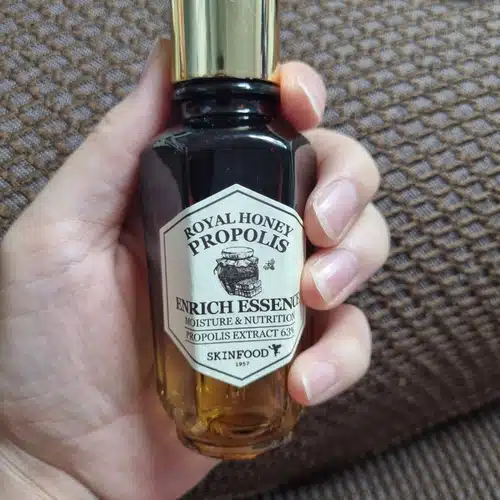 ROYAL HONEY
PROPOLIS
ENRICH ESSENCE
MOISTURE & NUTRITION
PROPOLIS EXTRACT 63%
SKINFOOD
1957